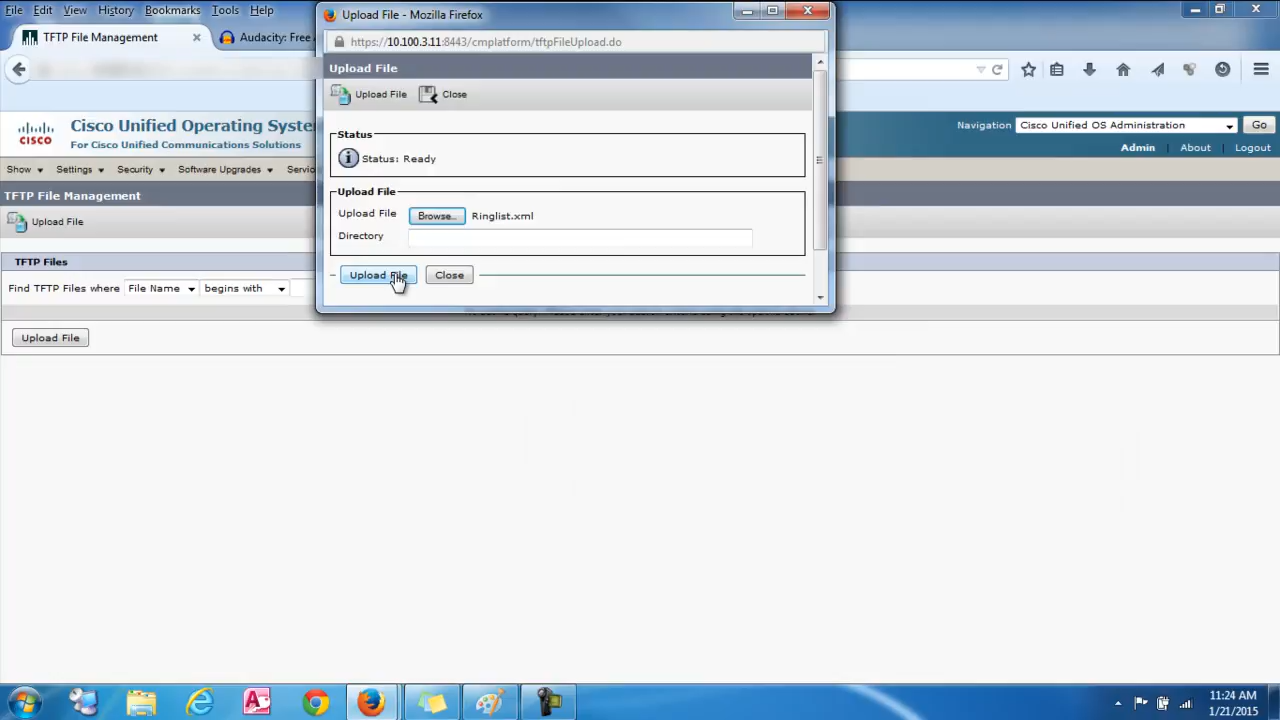 File Edit View History Bookmarks Tools Help
Upload File - Mozilla Firefox
TFTP File Management
Audacity: Free
https://10.100.3.11:8443/cmplatform/tftpFileUpload.do
Upload File
Upload File Close
Status
Status: Ready
Upload File
Upload File Browse... Ringlist.xml
Directory
Upload File Close
CISCO
Cisco Unified Operating Syste
For Cisco Unified Communications Solutions
Navigation Cisco Unified OS Administration Go
Admin About Logout
Show Settings Security Software Upgrades Servic
TFTP File Management
Upload File
TFTP Files
Find TFTP Files where File Name begins with
Upload File
11:24 AM
1/21/2015